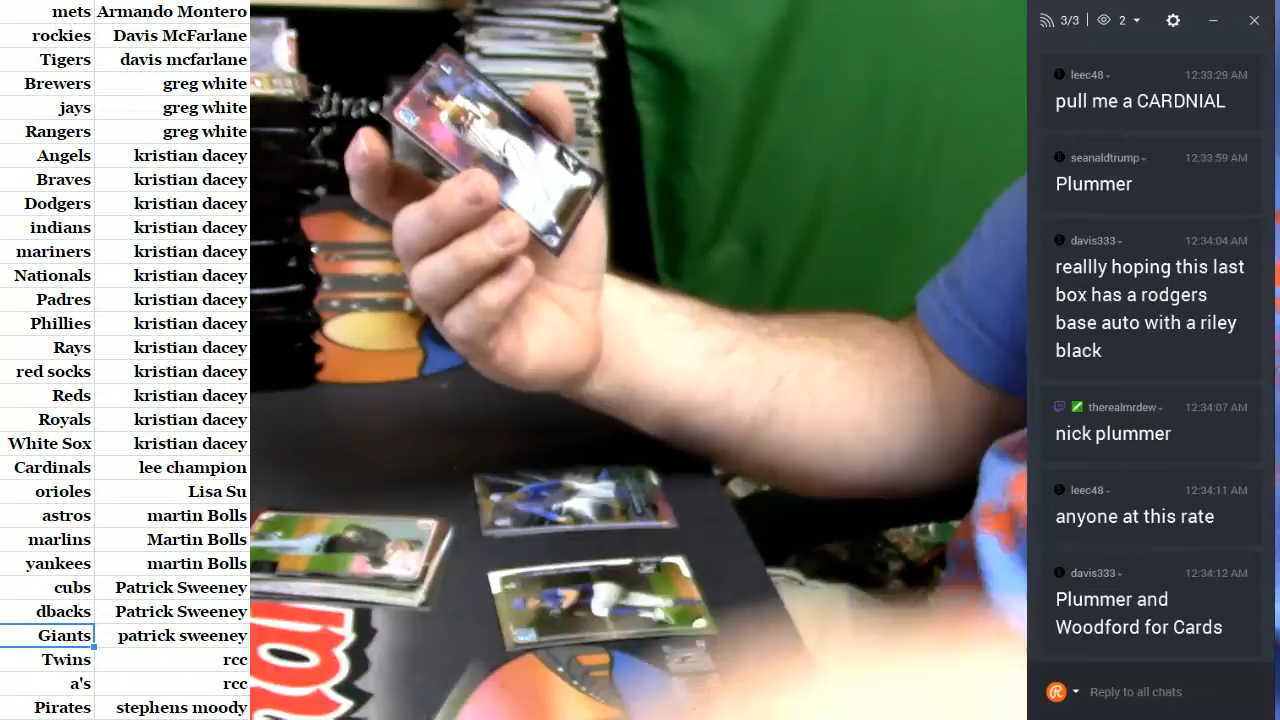 mets Armando Montero
rockies Davis McFarlane
Tigers davis mcfarlane
Brewers greg white
jays greg white
Rangers greg white
Angels kristian dacey
Braves kristian dacey
Dodgers kristian dacey
indians kristian dacey
mariners kristian dacey
Nationals kristian dacey
Padres kristian dacey
Phillies kristian dacey
Rays kristian dacey
red socks kristian dacey
Reds kristian dacey
Royals kristian dacey
White Sox kristian dacey
Cardinals lee champion
orioles Lisa Su
astros martin Bolls
marlins Martin Bolls
yankees martin Bolls
cubs Patrick Sweeney
dbacks Patrick Sweeney
Giants patrick sweeney
Twins rcc
a's rcc
Pirates stephens moody
3/3 2
leec48 12:33:29 AM
pull me a CARDNIAL
seanaldtrump 12:33:59 AM
Plummer
davis333 12:34:04 AM
reallly hoping this last
box has a rodgers
base auto with a riley
black
therealmrdew 12:34:07 AM
nick plummer
leec48 12:34:11 AM
anyone at this rate
davis333 12:34:12 AM
Plummer and
Woodford for Cards
Reply to all chats